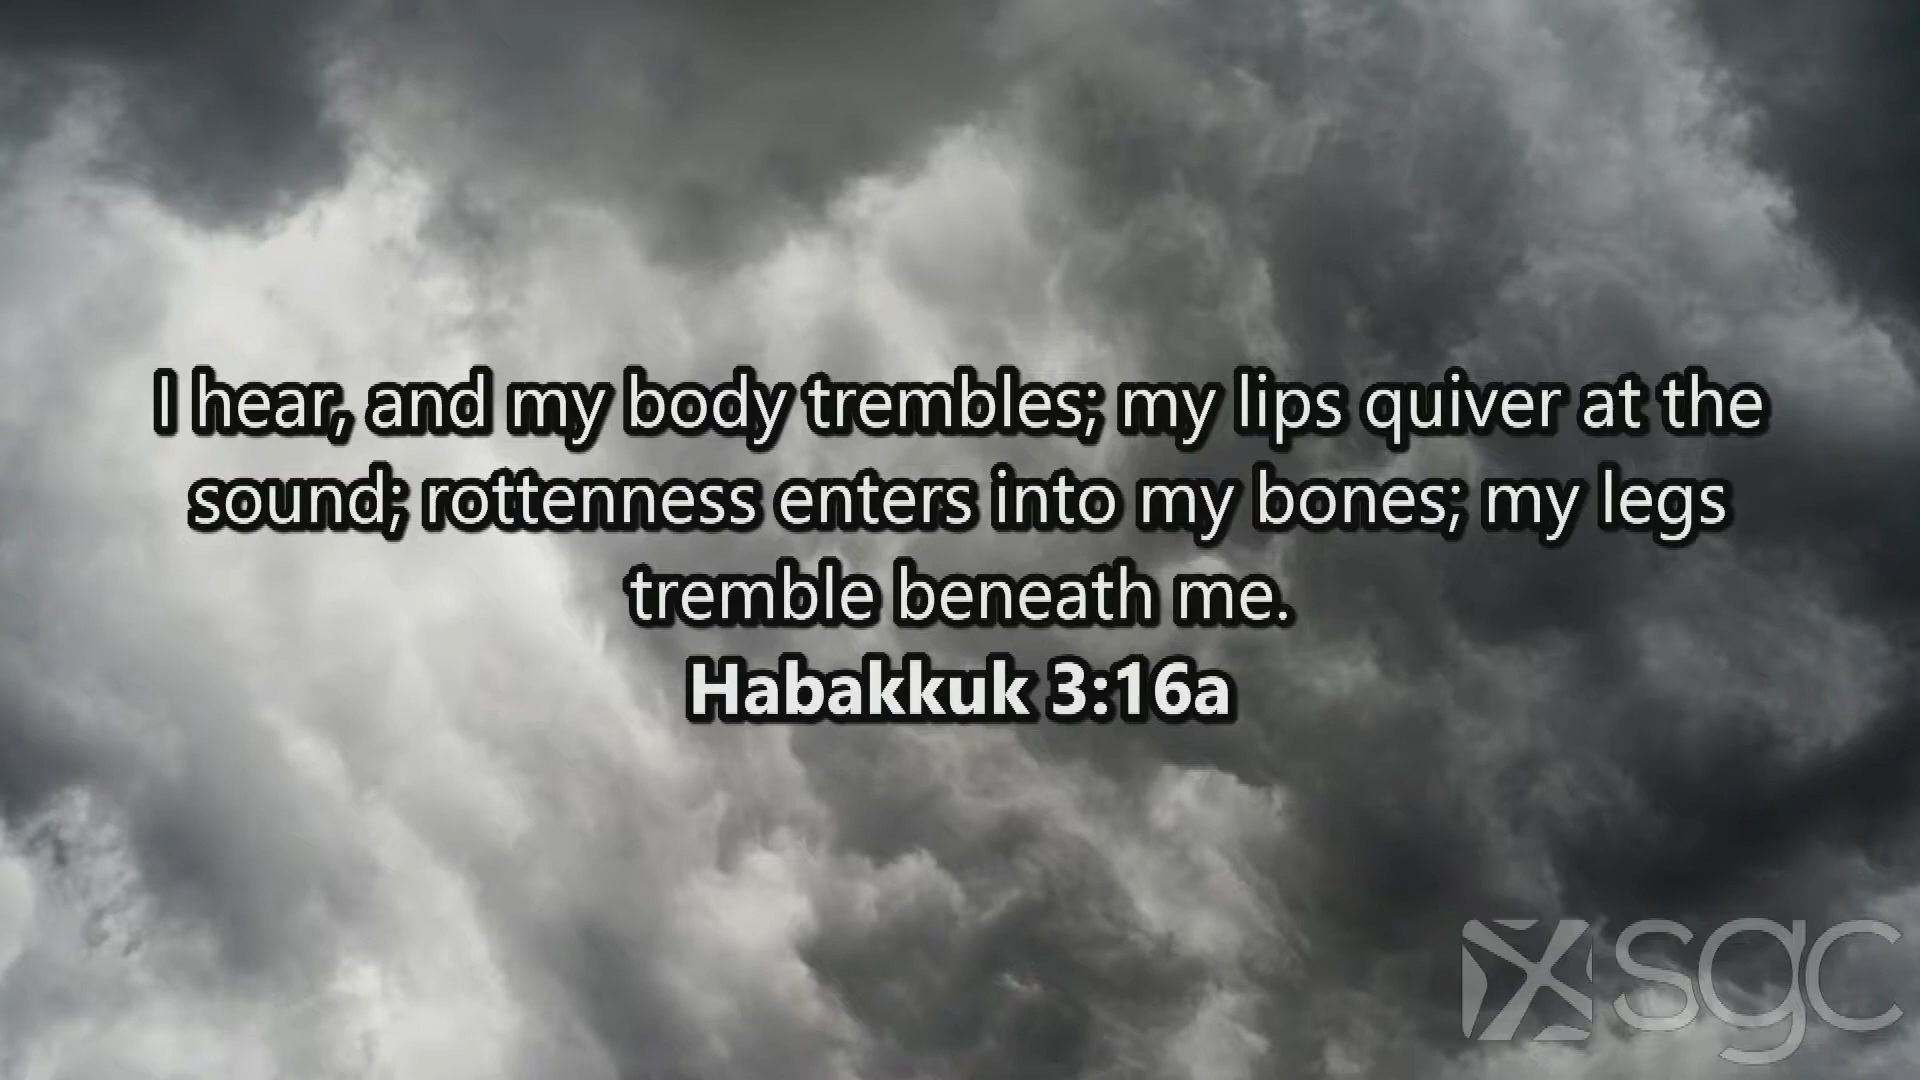 I hear, and my body trembles; my lips quiver at the
sound; rottenness enters into my bones; my legs
tremble beneath me.
Habakkuk 3:16a
sgc